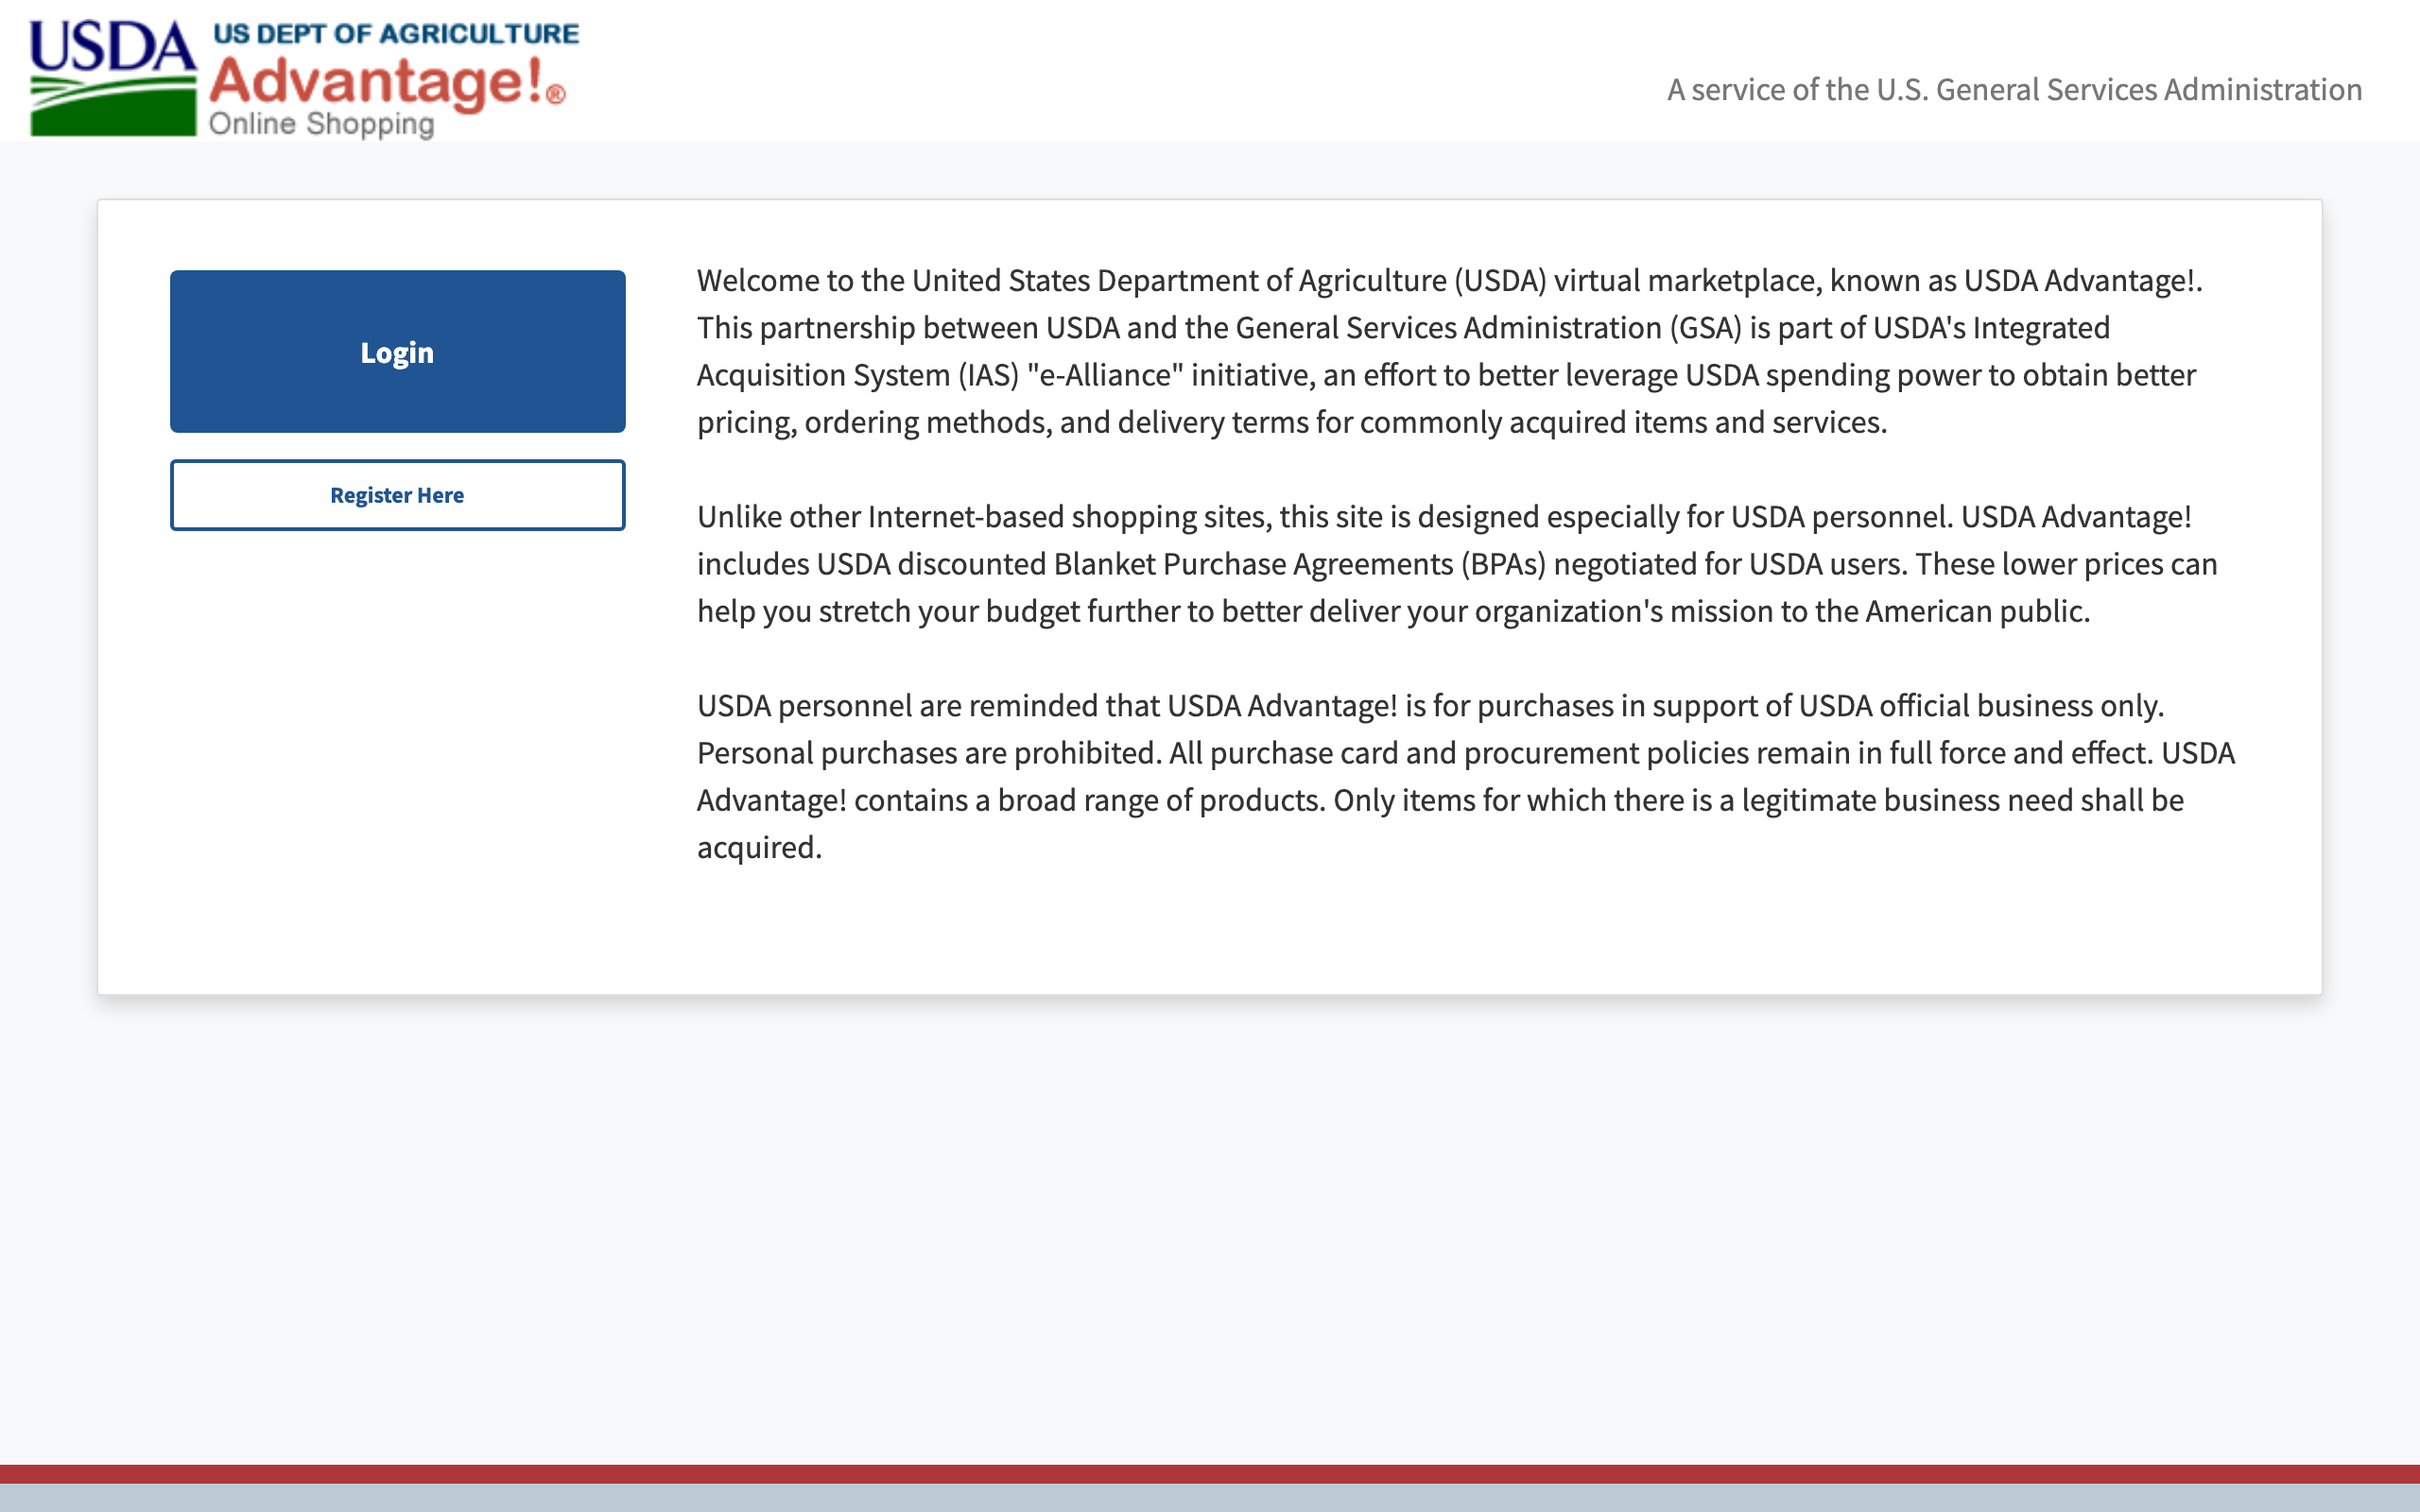 USDA
US DEPT OF AGRICULTURE
Advantage!®
Online Shopping
A service of the U.S. General Services Administration
Login
Register Here
Welcome to the United States Department of Agriculture (USDA) virtual marketplace, known as USDA Advantage!.
This partnership between USDA and the General Services Administration (GSA) is part of USDA's Integrated
Acquisition System (IAS) "e-Alliance" initiative, an effort to better leverage USDA spending power to obtain better
pricing, ordering methods, and delivery terms for commonly acquired items and services.
Unlike other Internet-based shopping sites, this site is designed especially for USDA personnel. USDA Advantage!
includes USDA discounted Blanket Purchase Agreements (BPAs) negotiated for USDA users. These lower prices can
help you stretch your budget further to better deliver your organization's mission to the American public.
USDA personnel are reminded that USDA Advantage! is for purchases in support of USDA official business only.
Personal purchases are prohibited. All purchase card and procurement policies remain in full force and effect. USDA
Advantage! contains a broad range of products. Only items for which there is a legitimate business need shall be
acquired.